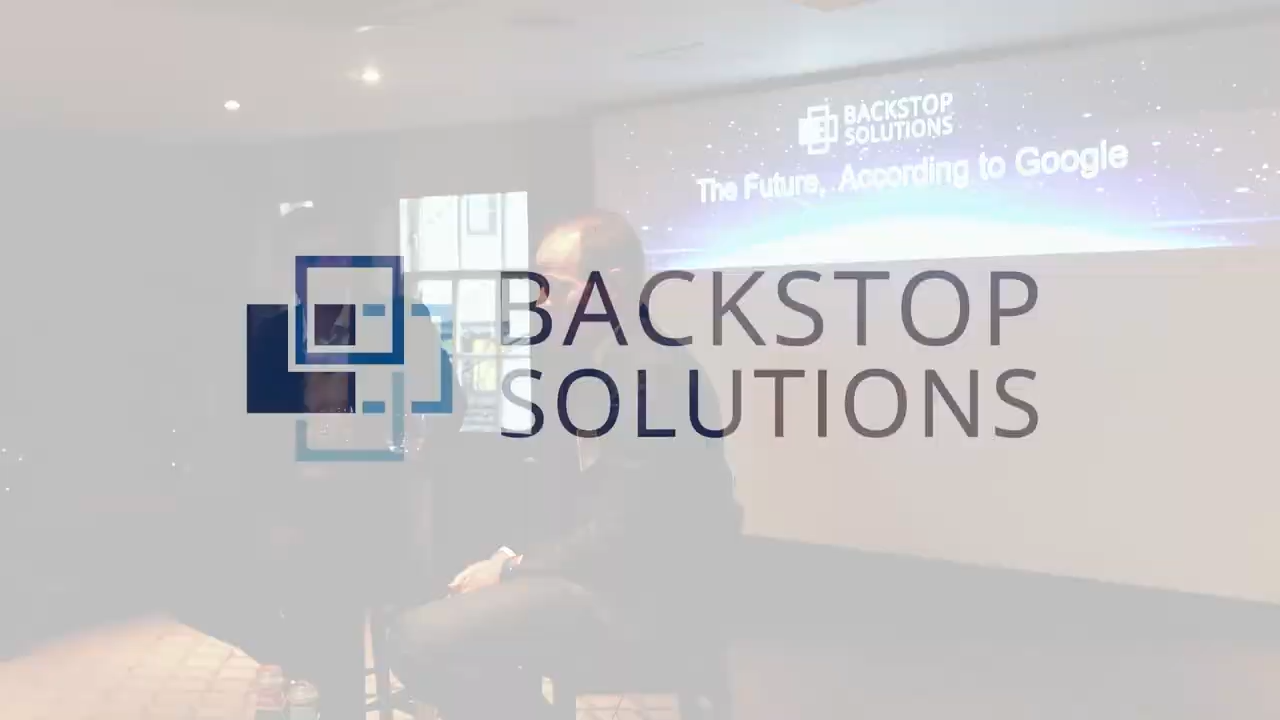 BACKSTOP
SOLUTIONS
The Future, According to Google
BACKSTOP
SOLUTIONS